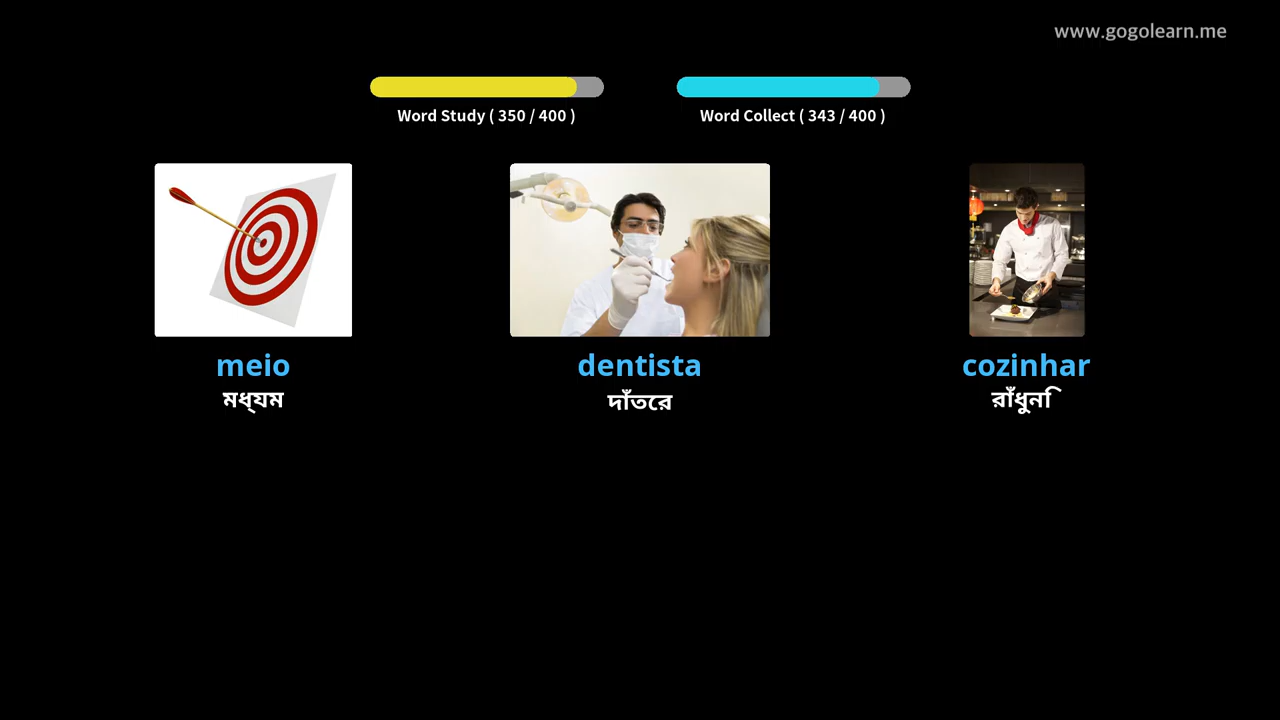 www.gogolearn.me
Word Study ( 350 / 400 )
Word Collect ( 343 / 400 )
meio
dentista
cozinhar
মধ্যম
দাঁতরে
রাঁধুনি